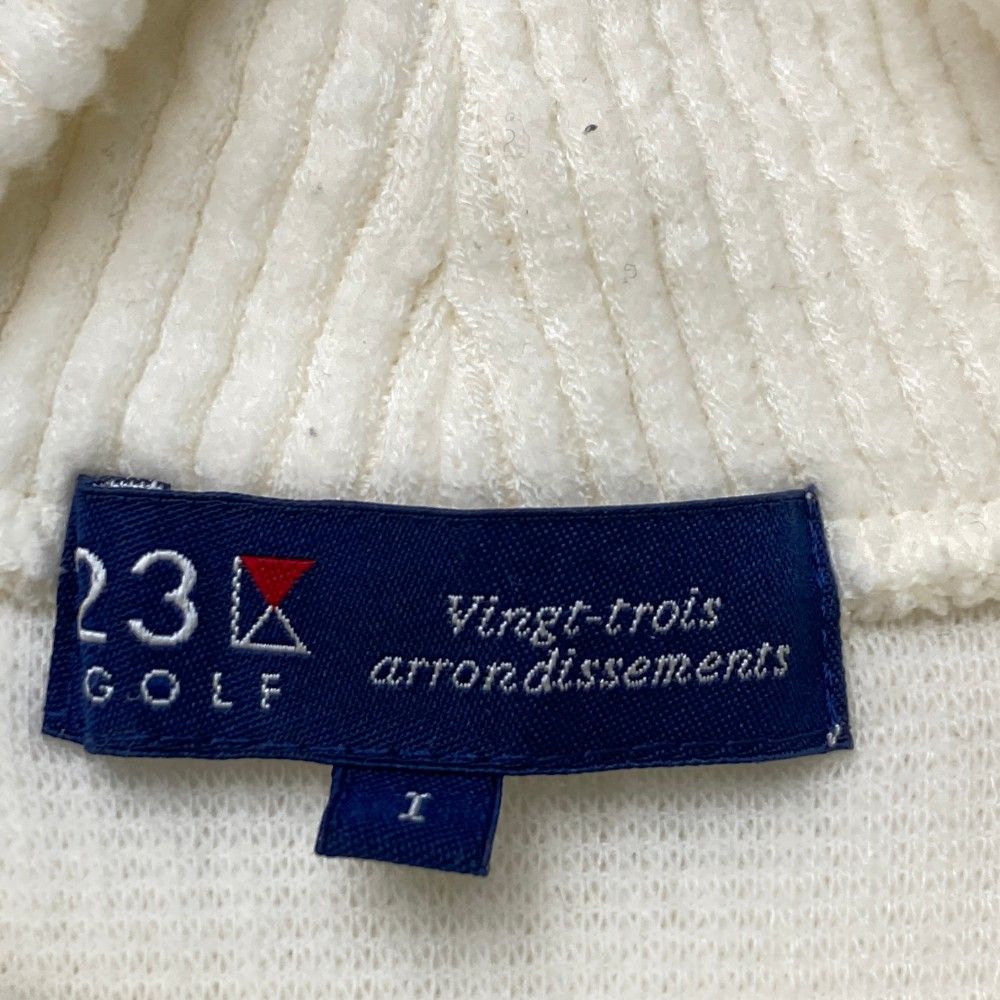 23
GOLF
Vingt-trois
arrondissements
I